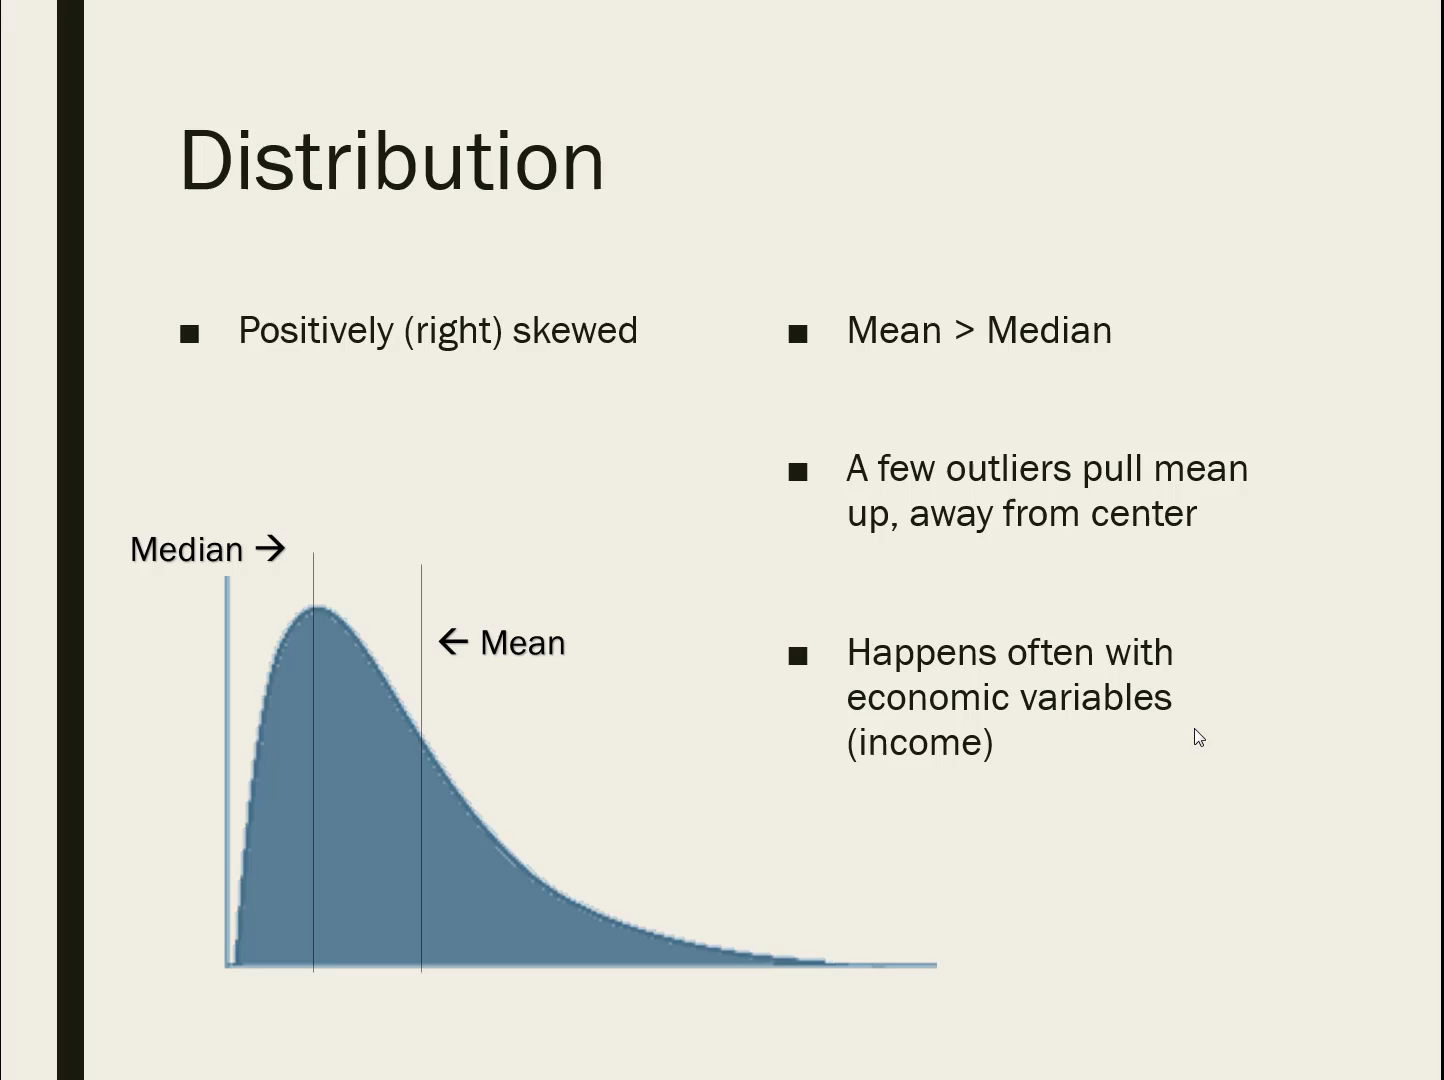 Distribution
■ Positively (right) skewed
Median →
← Mean
■ Mean > Median
■ A few outliers pull mean
up, away from center
■ Happens often with
economic variables
(income)